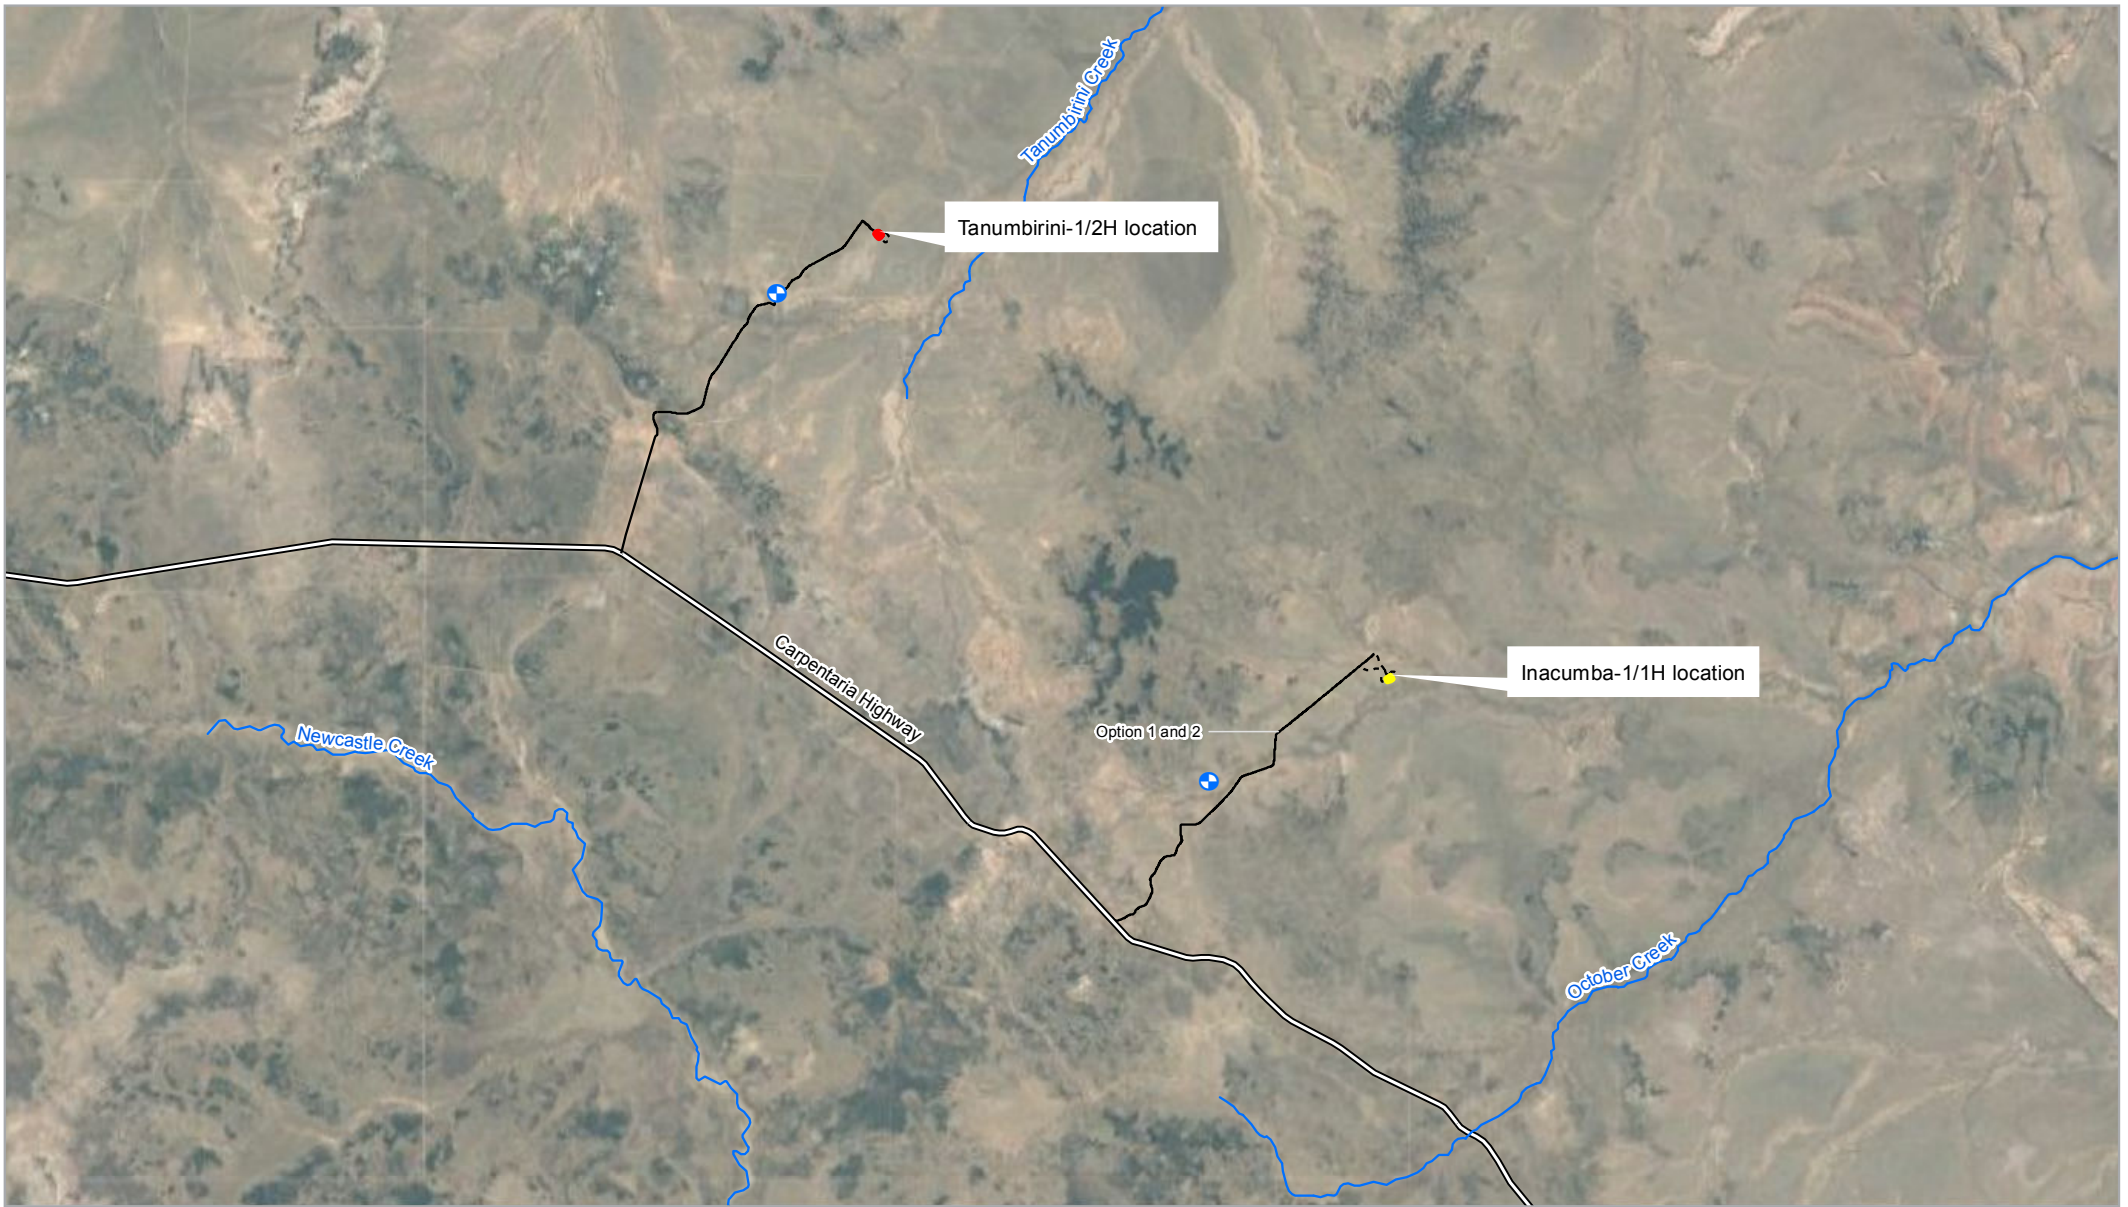 Tanumbirini Creek
Tanumbirini-1/2H location
Carpentaria Highway
Inacumba-1/1H location
Option 1 and 2
Newcastle Creek
October Creek